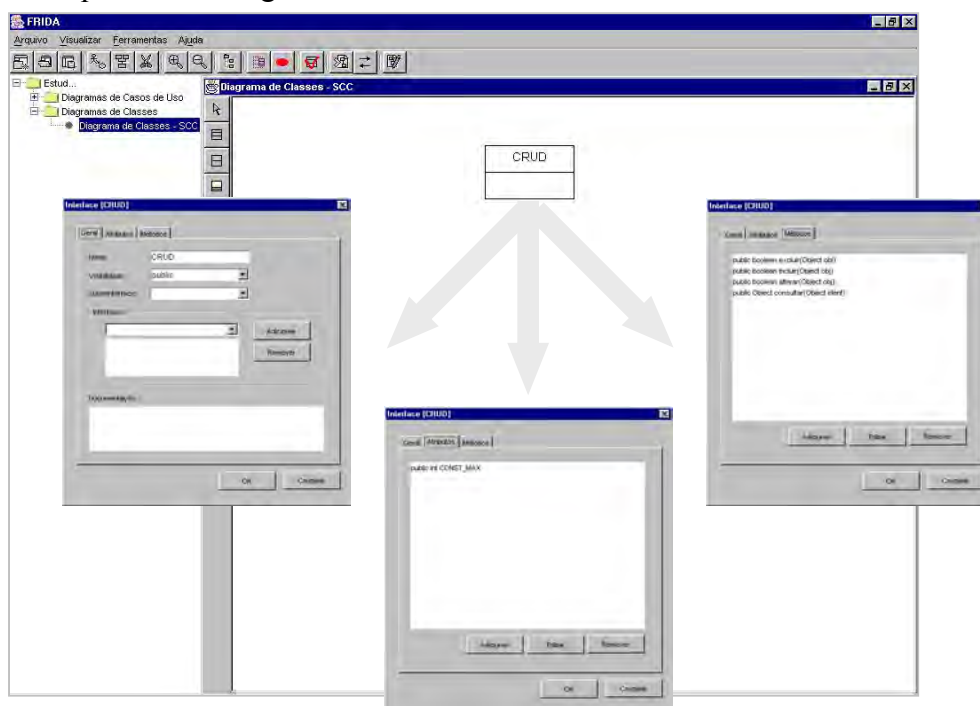 FRIDA
Arquivo Visualizar Ferramentas Ajuda
Estud...
Diagramas de Casos de Uso
Diagramas de Classes
Diagrama de Classes - SCC
Diagrama de Classes - SCC
CRUD
Interface [CRUD]
Geral Atributos Métodos
Nome: CRUD
Visibilidade: public
Adicionar
Remover
Documentação
OK Cancelar
Interface [CRUD]
Geral Atributos Métodos
public int CONST_MAX
Adicionar Editar Remover
OK Cancelar
Interface [CRUD]
Geral Atributos Métodos
public boolean excluir(Object obj)
public boolean incluir(Object obj)
public boolean alterar(Object obj)
public Object consultar(Object ident)
Adicionar Editar Remover
OK Cancelar